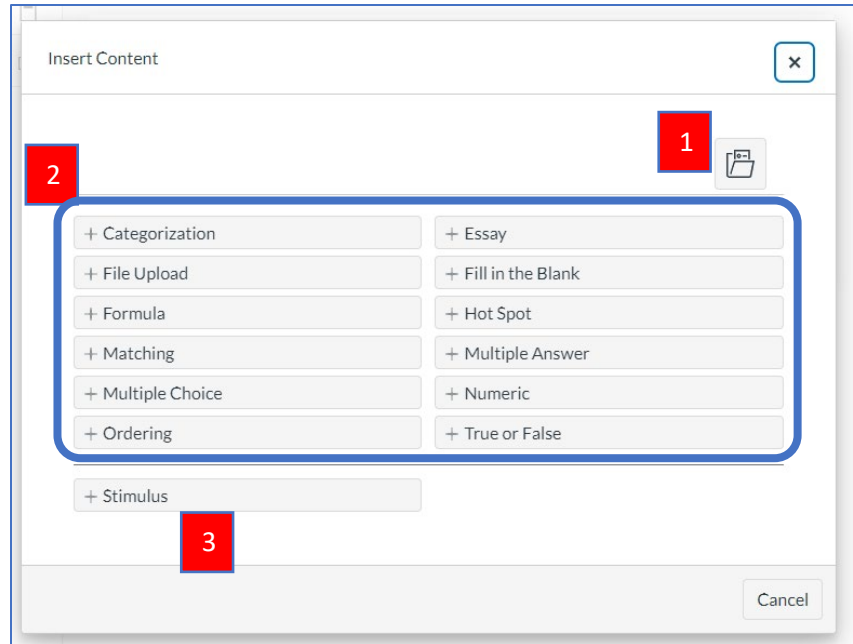 Insert Content
×
1
2
+ Categorization
+ Essay
+ File Upload
+ Fill in the Blank
+ Formula
+ Hot Spot
+ Matching
+ Multiple Answer
+ Multiple Choice
+ Numeric
+ Ordering
+ True or False
+ Stimulus
3
Cancel